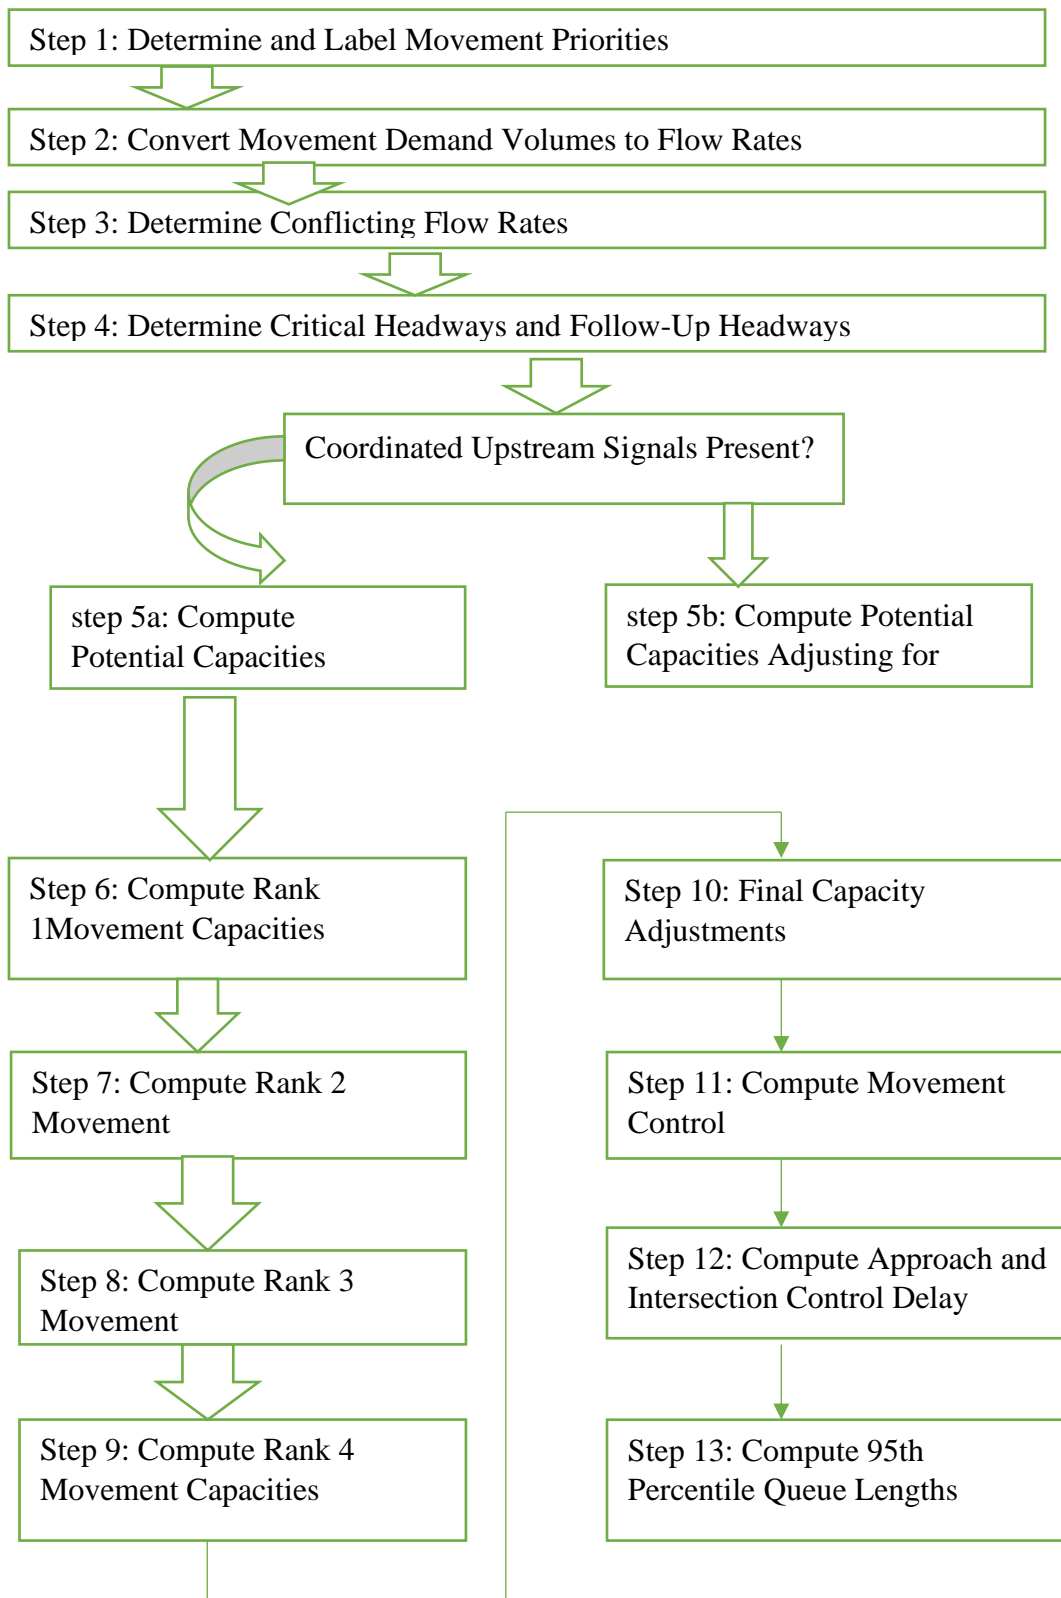 Step 1: Determine and Label Movement Priorities
Step 2: Convert Movement Demand Volumes to Flow Rates
Step 3: Determine Conflicting Flow Rates
Step 4: Determine Critical Headways and Follow-Up Headways
Coordinated Upstream Signals Present?
step 5a: Compute
Potential Capacities
step 5b: Compute Potential
Capacities Adjusting for
Step 6: Compute Rank
1Movement Capacities
Step 7: Compute Rank 2
Movement
Step 8: Compute Rank 3
Movement
Step 9: Compute Rank 4
Movement Capacities
Step 10: Final Capacity
Adjustments
Step 11: Compute Movement
Control
Step 12: Compute Approach and
Intersection Control Delay
Step 13: Compute 95th
Percentile Queue Lengths